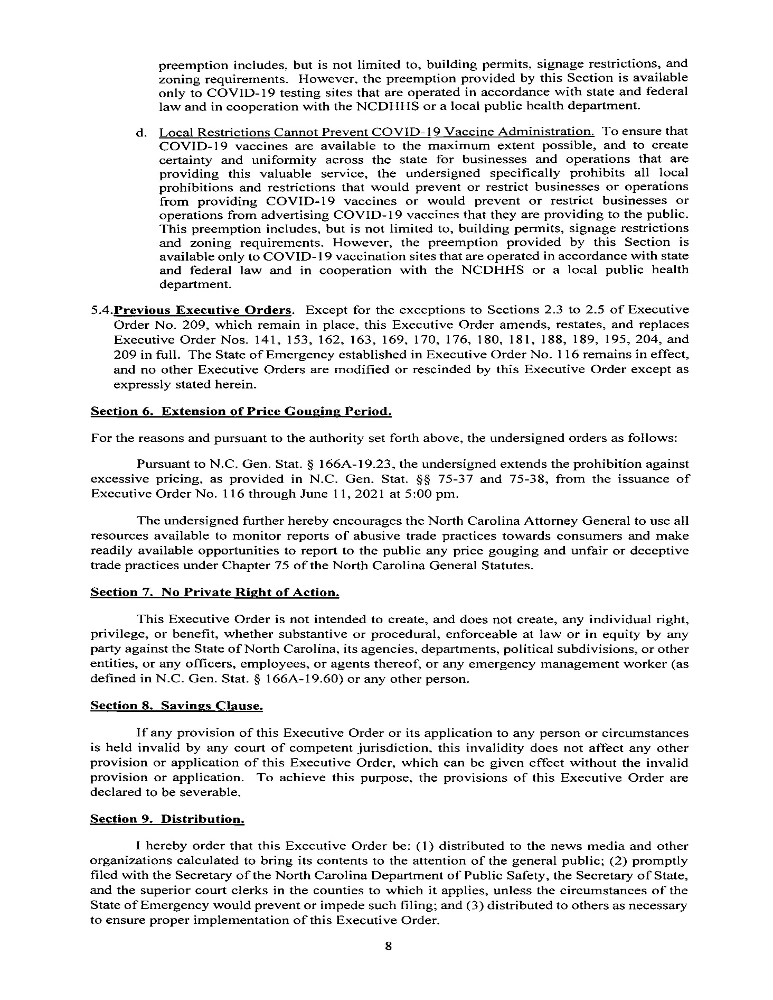 preemption includes, but is not limited to, building permits, signage restrictions, and
zoning requirements. However, the preemption provided by this Section is available
only to COVID-19 testing sites that are operated in accordance with state and federal
law and in cooperation with the NCDHHS or a local public health department.
d. Local Restrictions Cannot Prevent COVID-19 Vaccine Administration. To ensure that
COVID-19 vaccines are available to the maximum extent possible, and to create
certainty and uniformity across the state for businesses and operations that are
providing this valuable service, the undersigned specifically prohibits all local
prohibitions and restrictions that would prevent or restrict businesses or operations
from providing COVID-19 vaccines or would prevent or restrict businesses or
operations from advertising COVID-19 vaccines that they are providing to the public.
This preemption includes, but is not limited to, building permits, signage restrictions
and zoning requirements. However, the preemption provided by this Section is
available only to COVID-19 vaccination sites that are operated in accordance with state
and federal law and in cooperation with the NCDHHS or a local public health
department.
5.4.Previous Executive Orders. Except for the exceptions to Sections 2.3 to 2.5 of Executive
Order No. 209, which remain in place, this Executive Order amends, restates, and replaces
Executive Order Nos. 141, 153, 162, 163, 169, 170, 176, 180, 181, 188, 189, 195, 204, and
209 in full. The State of Emergency established in Executive Order No. 116 remains in effect,
and no other Executive Orders are modified or rescinded by this Executive Order except as
expressly stated herein.
Section 6. Extension of Price Gouging Period.
For the reasons and pursuant to the authority set forth above, the undersigned orders as follows:
Pursuant to N.C. Gen. Stat. § 166A-19.23, the undersigned extends the prohibition against
excessive pricing, as provided in N.C. Gen. Stat. §§ 75-37 and 75-38, from the issuance of
Executive Order No. 116 through June 11, 2021 at 5:00 pm.
The undersigned further hereby encourages the North Carolina Attorney General to use all
resources available to monitor reports of abusive trade practices towards consumers and make
readily available opportunities to report to the public any price gouging and unfair or deceptive
trade practices under Chapter 75 of the North Carolina General Statutes.
Section 7. No Private Right of Action.
This Executive Order is not intended to create, and does not create, any individual right,
privilege, or benefit, whether substantive or procedural, enforceable at law or in equity by any
party against the State of North Carolina, its agencies, departments, political subdivisions, or other
entities, or any officers, employees, or agents thereof, or any emergency management worker (as
defined in N.C. Gen. Stat. § 166A-19.60) or any other person.
Section 8. Savings Clause.
If any provision of this Executive Order or its application to any person or circumstances
is held invalid by any court of competent jurisdiction, this invalidity does not affect any other
provision or application of this Executive Order, which can be given effect without the invalid
provision or application. To achieve this purpose, the provisions of this Executive Order are
declared to be severable.
Section 9. Distribution.
I hereby order that this Executive Order be: (1) distributed to the news media and other
organizations calculated to bring its contents to the attention of the general public; (2) promptly
filed with the Secretary of the North Carolina Department of Public Safety, the Secretary of State,
and the superior court clerks in the counties to which it applies, unless the circumstances of the
State of Emergency would prevent or impede such filing; and (3) distributed to others as necessary
to ensure proper implementation of this Executive Order.
8